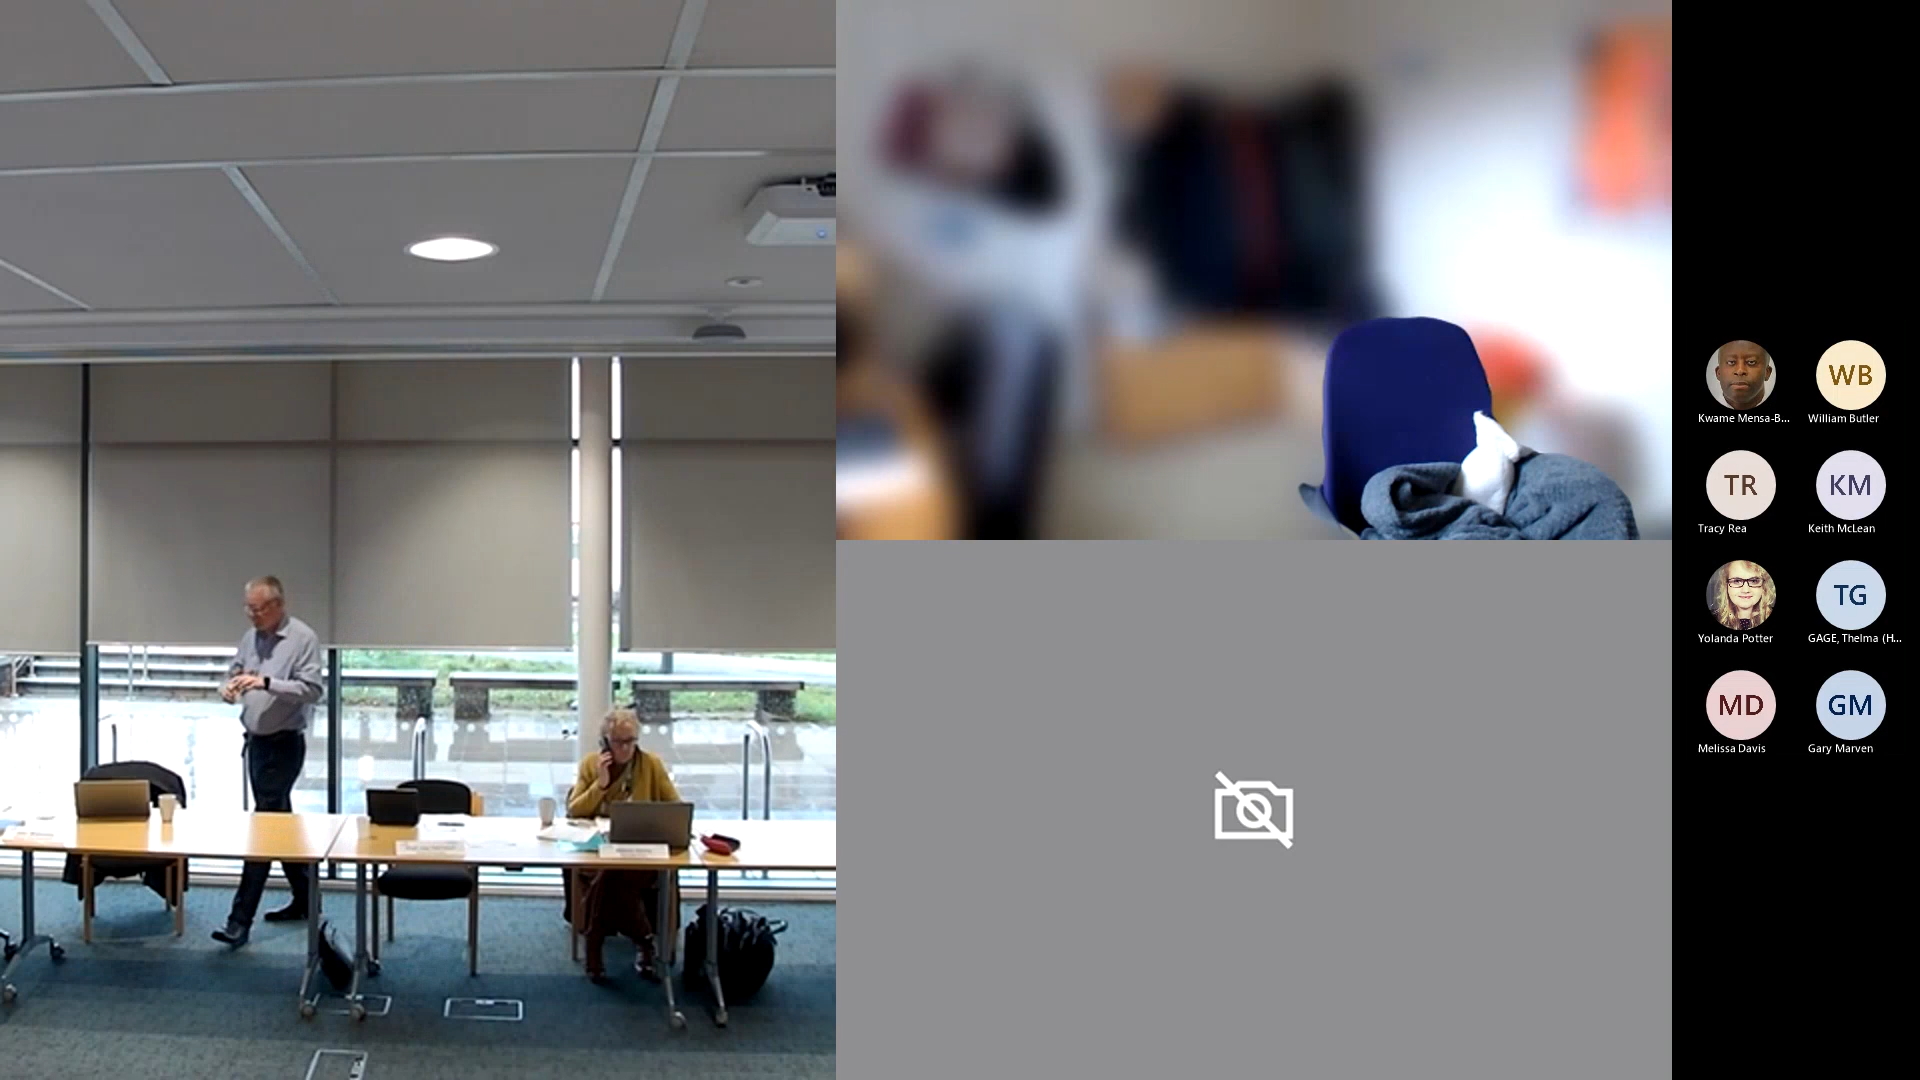 Kwame Mensa-B...
WB
William Butler
TR
Tracy Rea
KM
Keith McLean
Yolanda Potter
TG
GAGE, Thelma (H...
MD
Melissa Davis
GM
Gary Marven